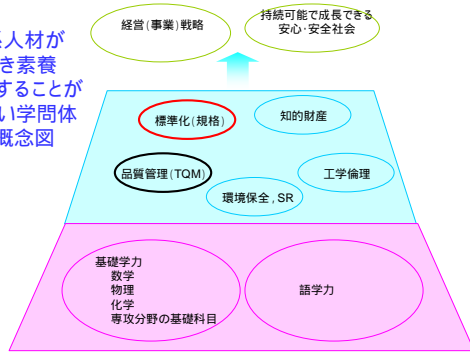 系人材が
き素養
することが
い学問体
概念図
経営(事業)戦略
持続可能で成長できる
安心・安全社会
標準化(規格)
知的財産
品質管理(TQM)
工学倫理
環境保全,SR
基礎学力
数学
物理
化学
専攻分野の基礎科目
語学力